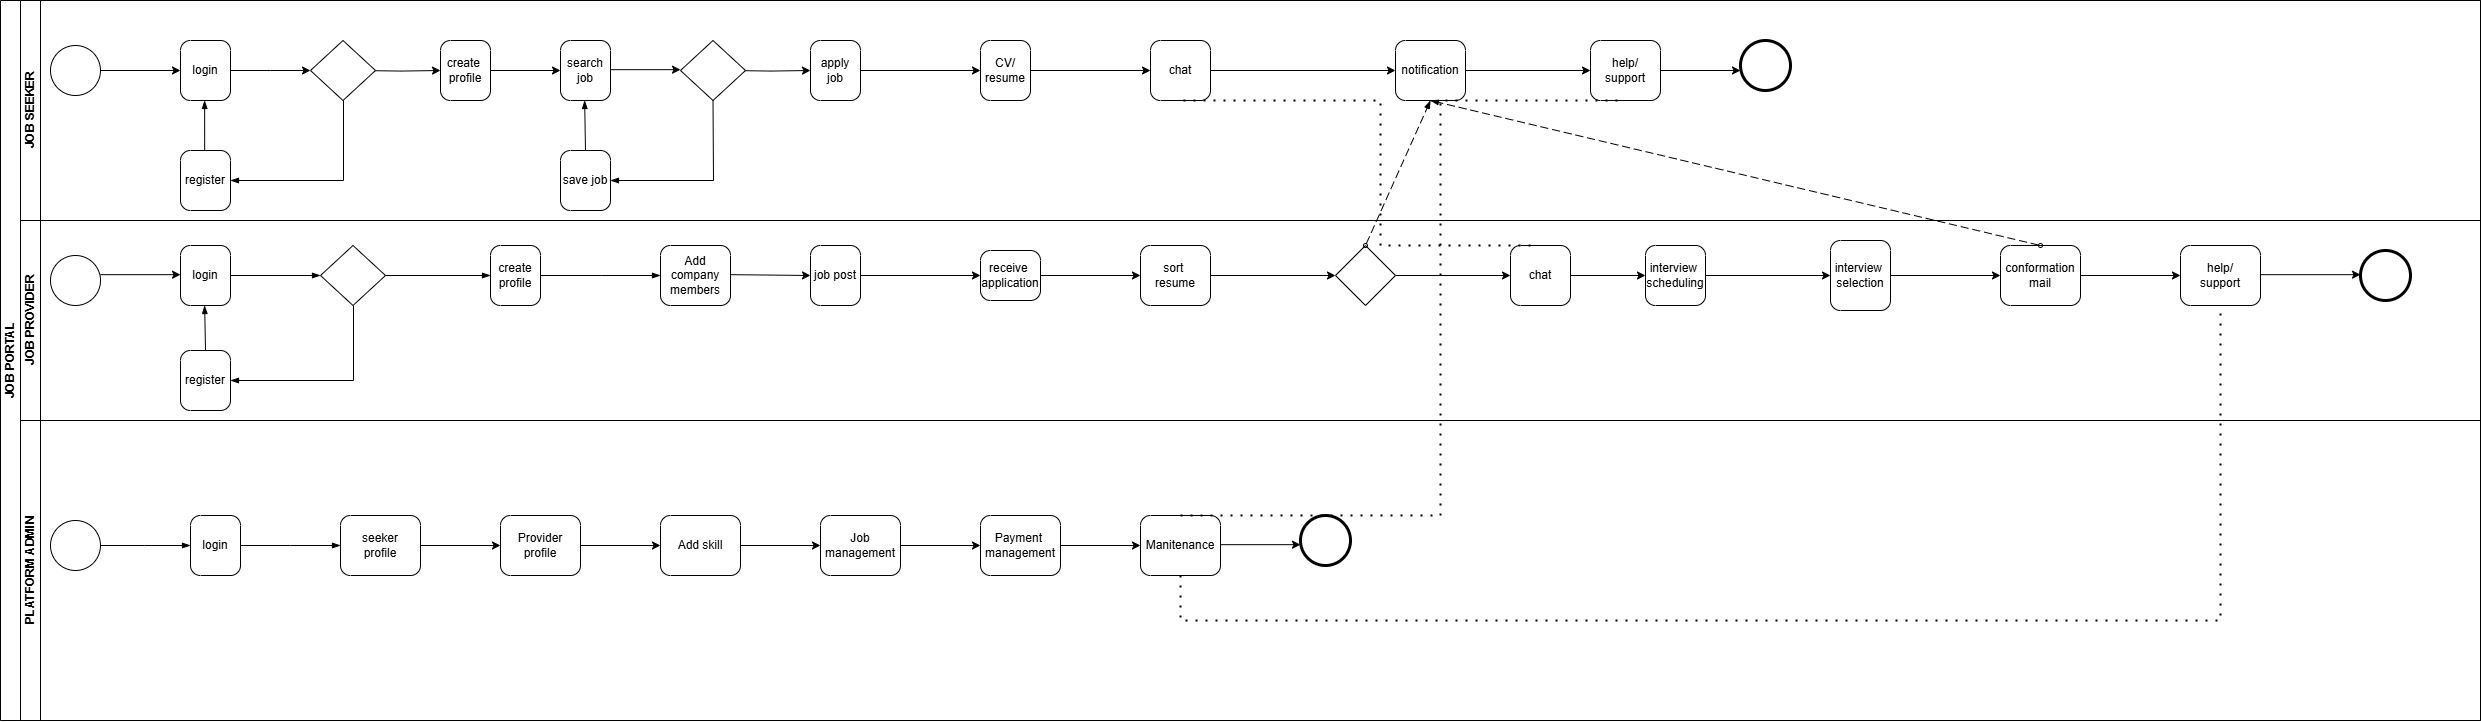 JOB PORTAL
JOB SEEKER
login
create
profile
search
job
apply
job
CV/
resume
chat
notification
help/
support
register
save job
JOB PROVIDER
login
create
profile
Add
company
members
job post
receive
application
sort
resume
chat
interview
scheduling
interview
selection
conformation
mail
help/
support
register
PLATFORM ADMIN
login
seeker
profile
Provider
profile
Add skill
Job
management
Payment
management
Manitenance